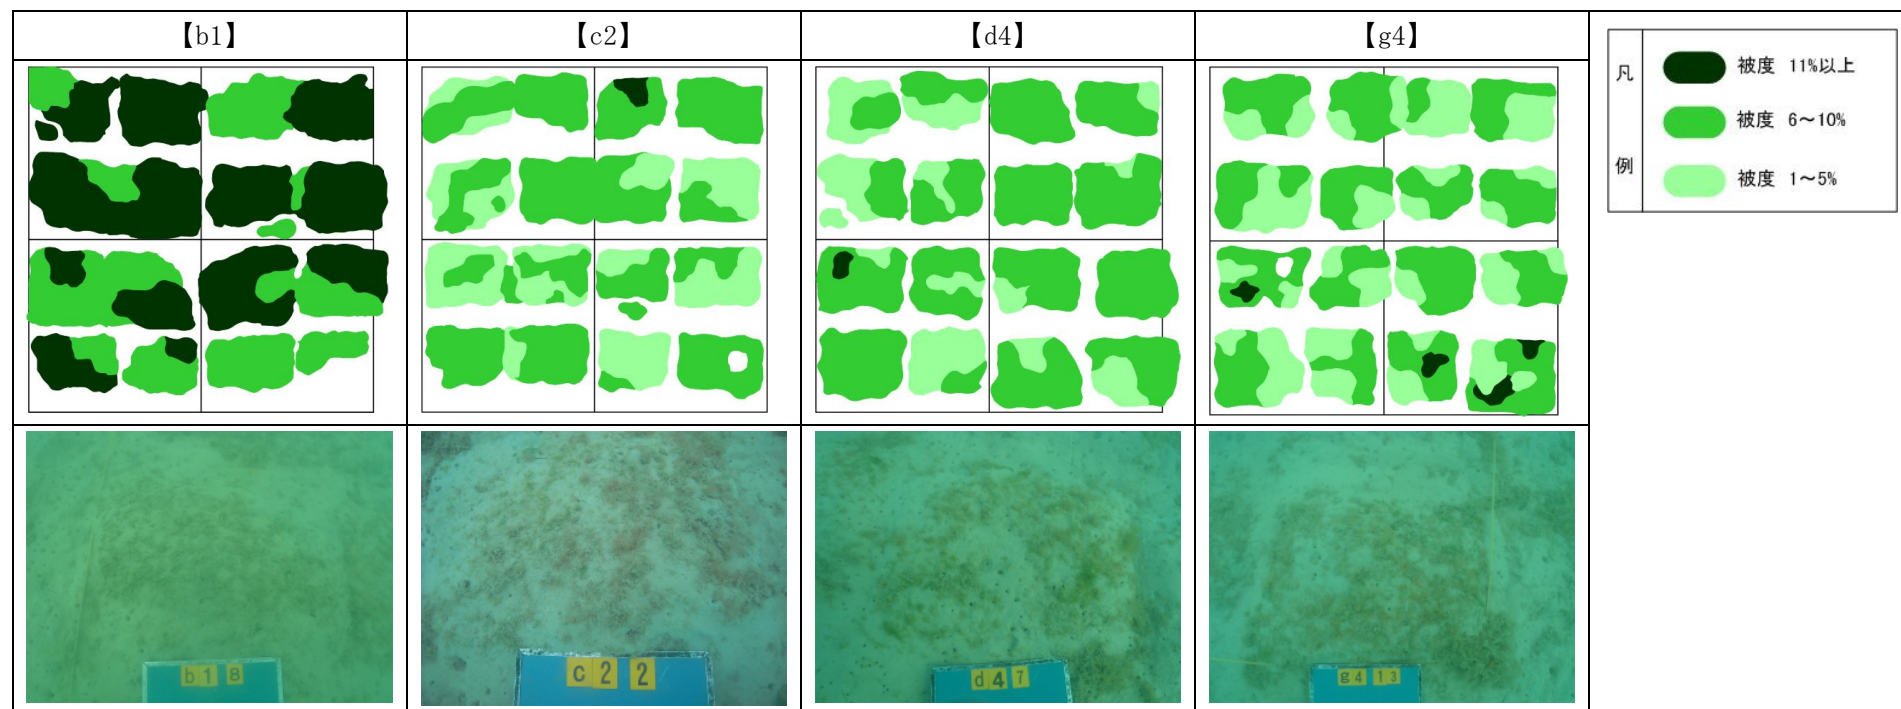 【b1】
【c2】
【d4】
【g4】
凡例
被度 11%以上
被度 6～10%
被度 1～5%
b1 8
c2 2
d4 7
g4 13